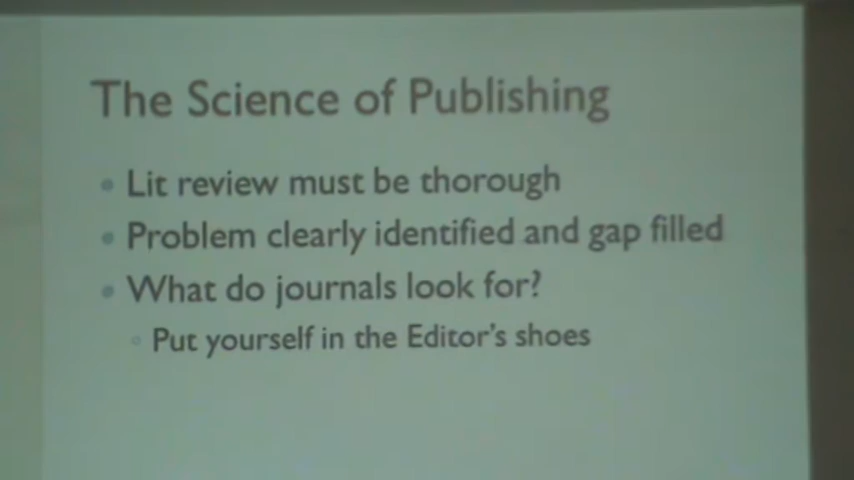 The Science of Publishing
Lit review must be thorough
Problem clearly identified and gap filled
What do journals look for?
Put yourself in the Editor's shoes